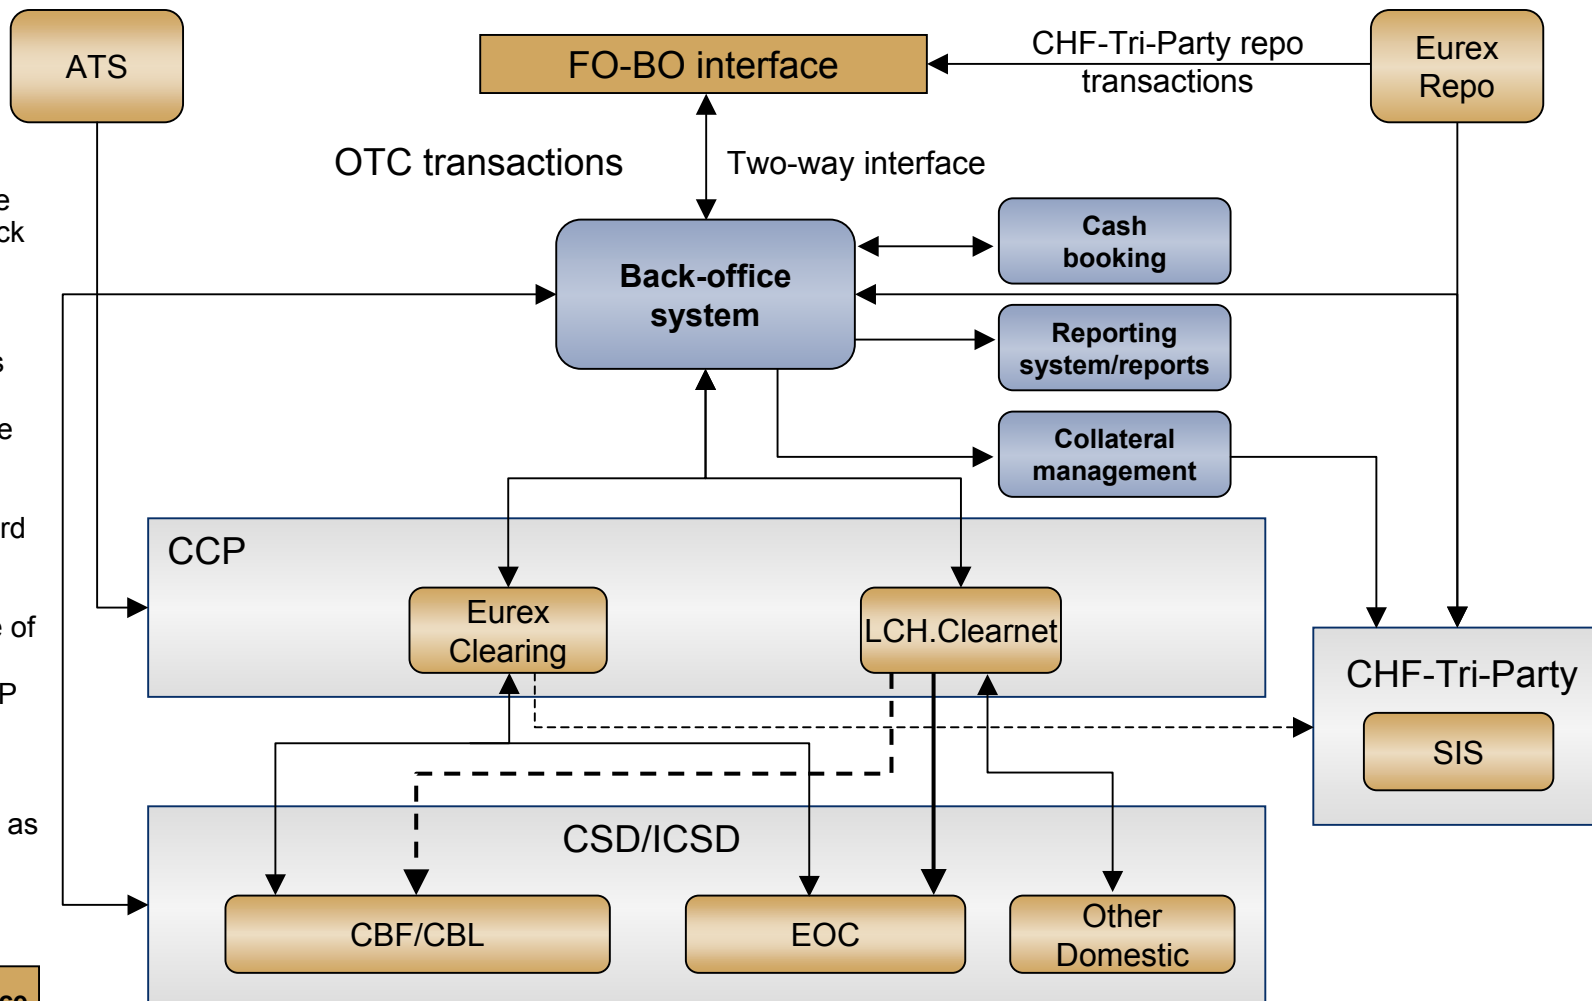 ATS
FO-BO interface
CHF-Tri-Party repo
transactions
Eurex
Repo
OTC transactions
Two-way interface
Cash
booking
Back-office
system
Reporting
system/reports
Collateral
management
CCP
Eurex
Clearing
LCH.Clearnet
CHF-Tri-Party
SIS
CSD/ICSD
CBF/CBL
EOC
Other
Domestic
of
as